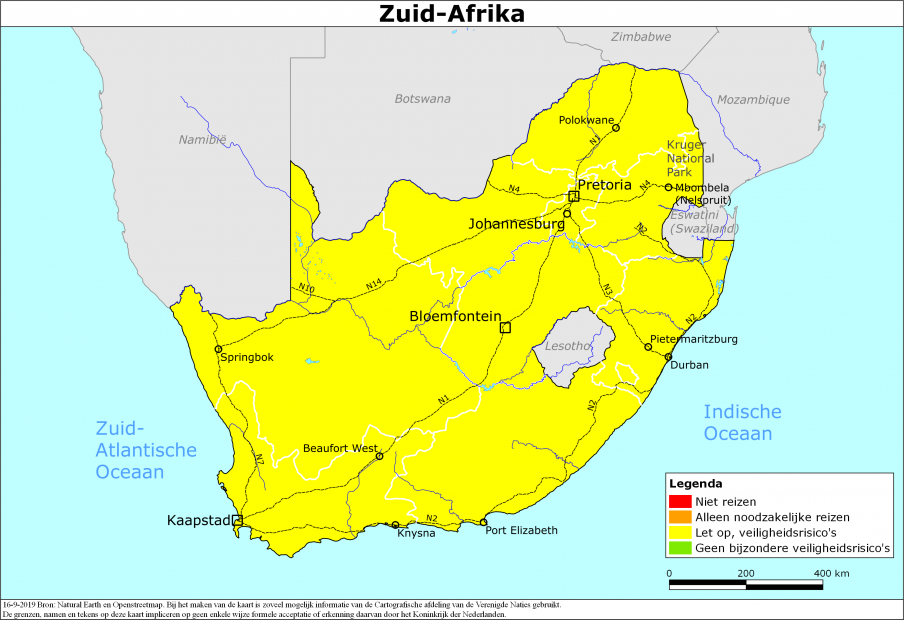 Zuid-Afrika
Zimbabwe
Botswana
Mozambique
Namibië
Polokwane
N1
Kruger
National
Park
Pretoria
N4
N4
Mbombela
(Nelspruit)
Johannesburg
Eswatini
(Swaziland)
N2
N10
N14
N3
Bloemfontein
N2
Lesotho
Pietermaritzburg
Springbok
Durban
N1
N2
Indische
Oceaan
Zuid-
Atlantische
Oceaan
Beaufort West
N7
Kaapstad
N2
Knysna
Port Elizabeth
Legenda
Niet reizen
Alleen noodzakelijke reizen
Let op, veiligheidsrisico's
Geen bijzondere veiligheidsrisico's
0 200 400 km
16-9-2019 Bron: Natural Earth en Openstreetmap. Bij het maken van de kaart is zoveel mogelijk informatie van de Cartografische afdeling van de Verenigde Naties gebruikt.
De grenzen, namen en tekens op deze kaart impliceren op geen enkele wijze formele acceptatie of erkenning daarvan door het Koninkrijk der Nederlanden.